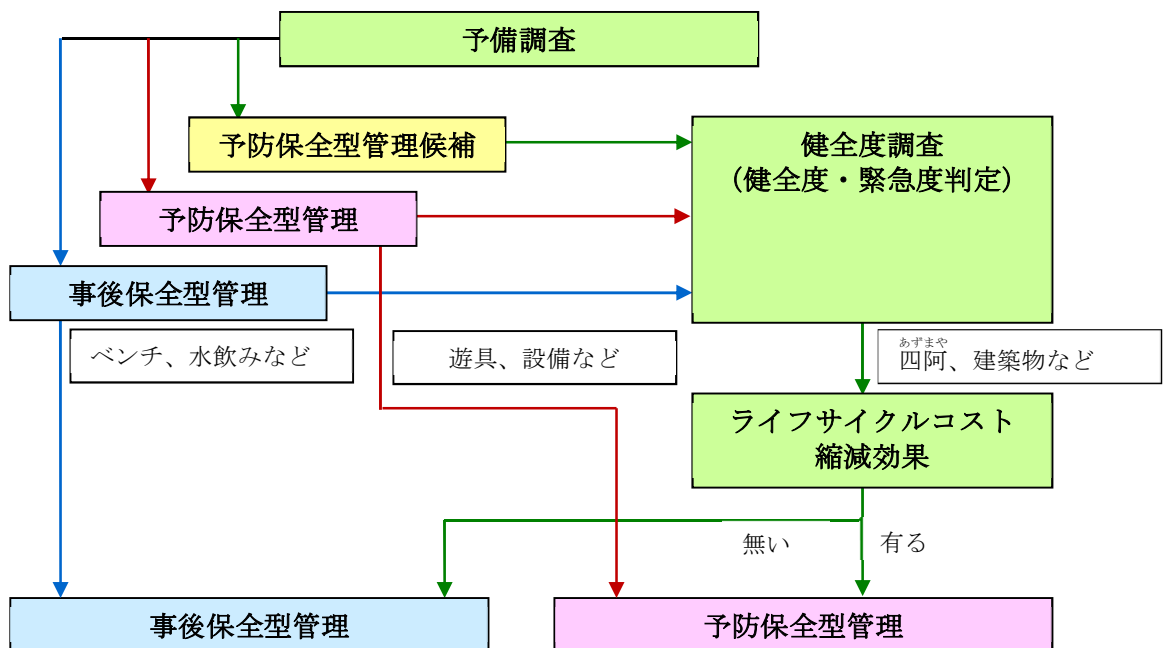 予備調査
予防保全型管理候補
健全度調査
（健全度・緊急度判定）
予防保全型管理
事後保全型管理
ベンチ、水飲みなど
遊具、設備など
あずまや
四阿、建築物など
ライフサイクルコスト
縮減効果
無い
有る
事後保全型管理
予防保全型管理